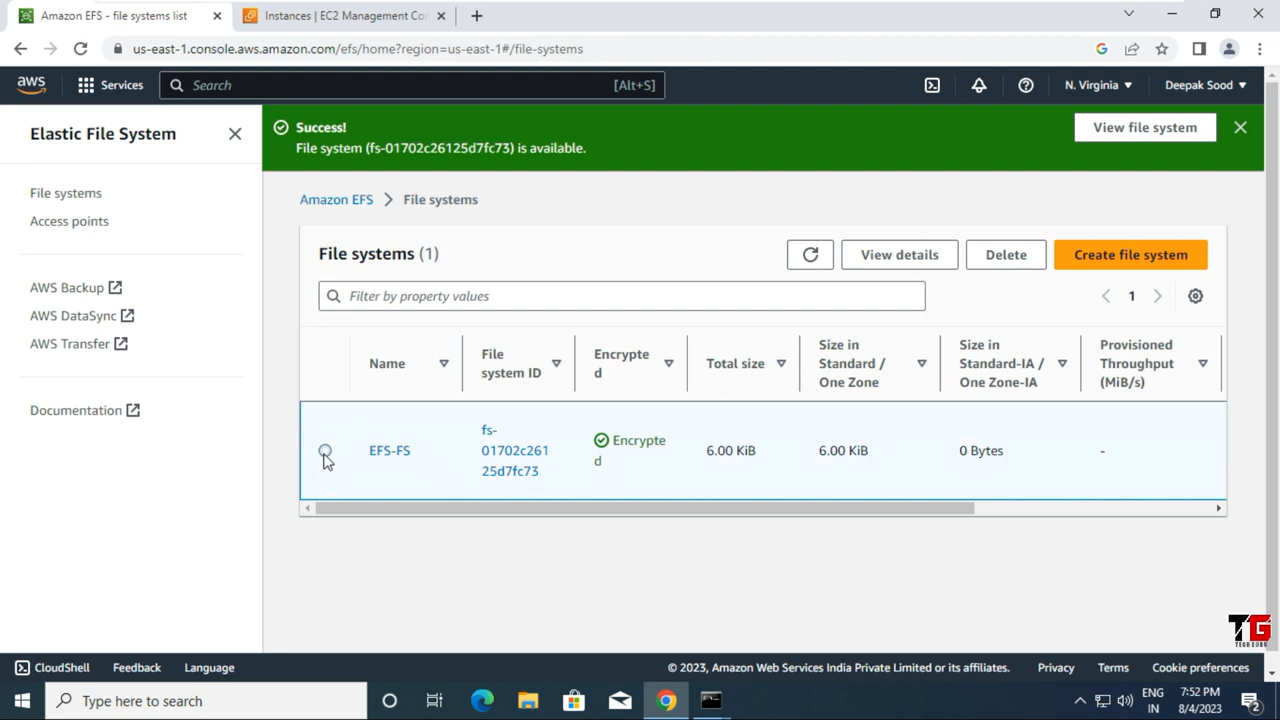 Amazon EFS - file systems list
Instances | EC2 Management Con
us-east-1.console.aws.amazon.com/efs/home?region=us-east-1#/file-systems
aws
Services
Search
[Alt+S]
N. Virginia
Deepak Sood
Elastic File System
File systems
Access points
AWS Backup
AWS DataSync
AWS Transfer
Documentation
Success!
File system (fs-01702c26125d7fc73) is available.
View file system
Amazon EFS
File systems
File systems (1)
View details
Delete
Create file system
Filter by property values
1
Name
File
system ID
Encrypte
d
Total size
Size in
Standard /
One Zone
Size in
Standard-IA /
One Zone-IA
Provisioned
Throughput
(MiB/s)
EFS-FS
fs-
01702c261
25d7fc73
Encrypte
d
6.00 KiB
6.00 KiB
0 Bytes
-
TG
TECH GURU
CloudShell
Feedback
Language
© 2023, Amazon Web Services India Private Limited or its affiliates.
Privacy
Terms
Cookie preferences
Type here to search
ENG
IN
7:52 PM
8/4/2023
2